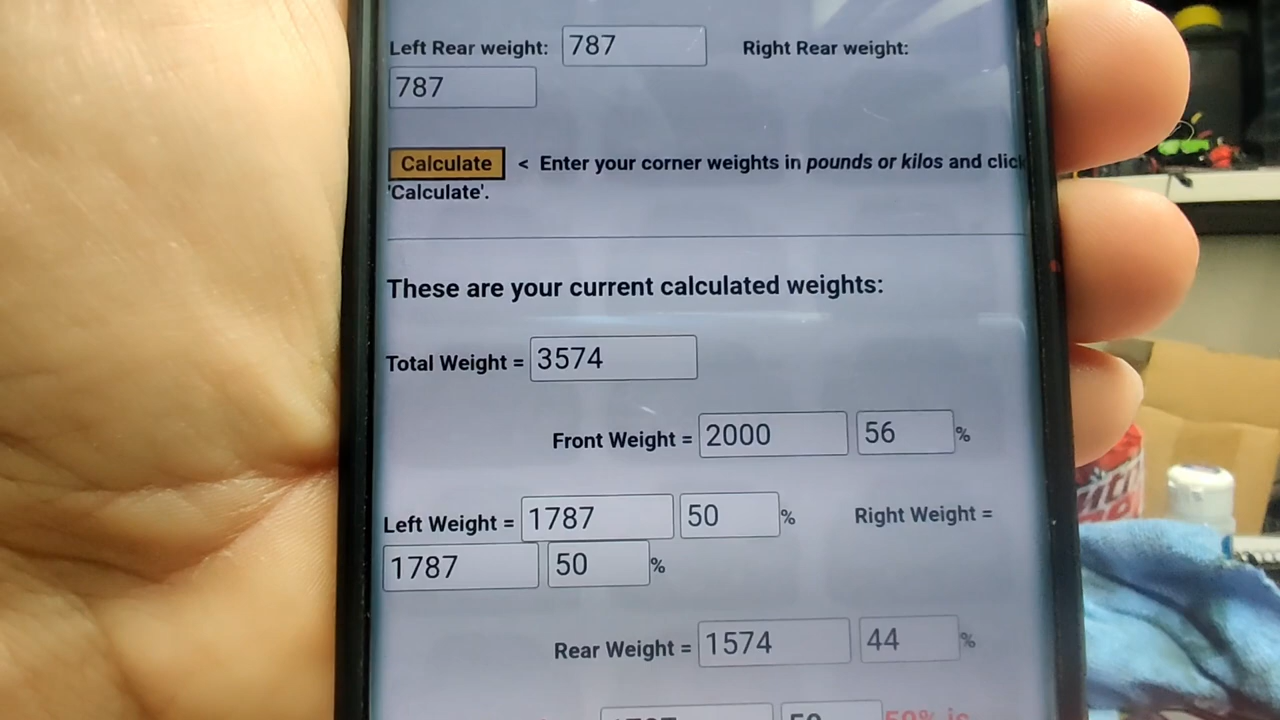 Left Rear weight: 787 Right Rear weight:
787
Calculate < Enter your corner weights in pounds or kilos and click
'Calculate'.
These are your current calculated weights:
Total Weight = 3574
Front Weight = 2000 56 %
Left Weight = 1787 50 % Right Weight =
1787 50 %
Rear Weight = 1574 44 %
50% is